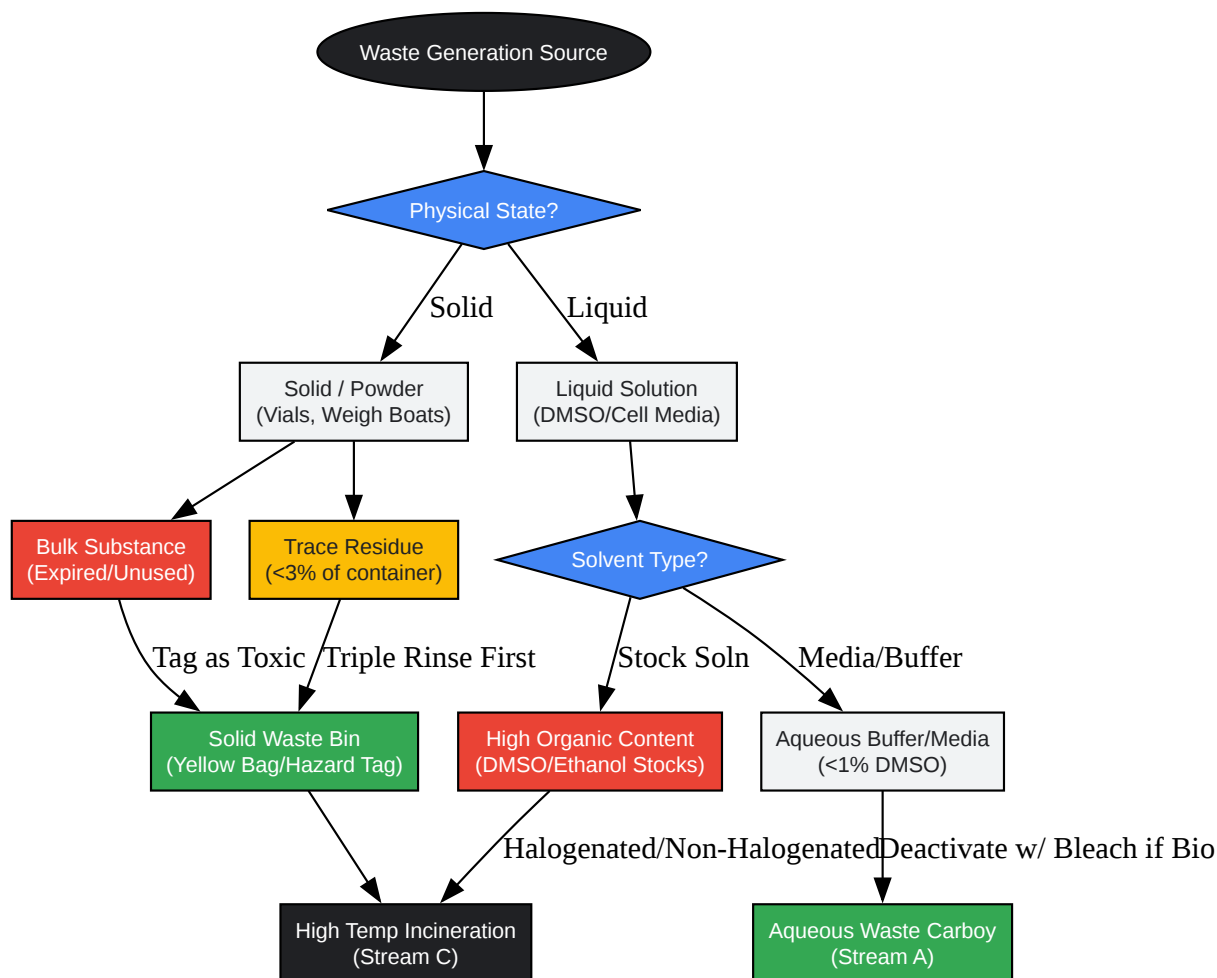 Waste Generation Source
Physical State?
Solid
Liquid
Solid / Powder
(Vials, Weigh Boats)
Liquid Solution
(DMSO/Cell Media)
Bulk Substance
(Expired/Unused)
Trace Residue
(<3% of container)
Solvent Type?
Tag as Toxic
Triple Rinse First
Stock Soln
Media/Buffer
Solid Waste Bin
(Yellow Bag/Hazard Tag)
High Organic Content
(DMSO/Ethanol Stocks)
Aqueous Buffer/Media
(<1% DMSO)
Halogenated/Non-Halogenated
Deactivate w/ Bleach if Bio
High Temp Incineration
(Stream C)
Aqueous Waste Carboy
(Stream A)